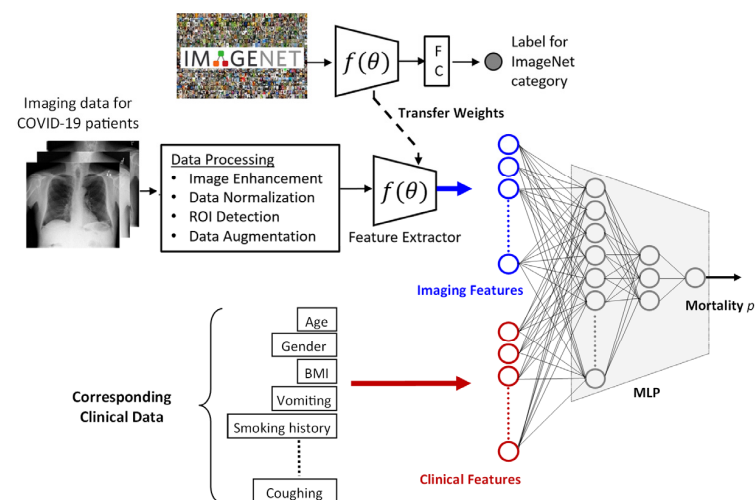 IMAGENET
f(θ)
F
C
Label for
ImageNet
category
Transfer Weights
Imaging data for
COVID-19 patients
Data Processing
• Image Enhancement
• Data Normalization
• ROI Detection
• Data Augmentation
f(θ)
Feature Extractor
Imaging Features
Mortality p
MLP
Corresponding
Clinical Data
Age
Gender
BMI
Vomiting
Smoking history
Coughing
Clinical Features